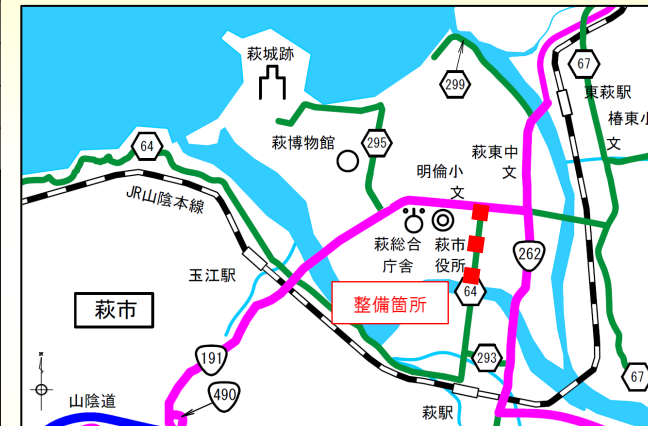 萩城跡
299
67
東萩駅
椿東小
文
64
萩博物館
295
明倫小
文
萩東中
文
JR山陰本線
萩総合
庁舎
萩市
役所
262
玉江駅
64
整備箇所
萩市
191
293
490
67
山陰道
萩駅